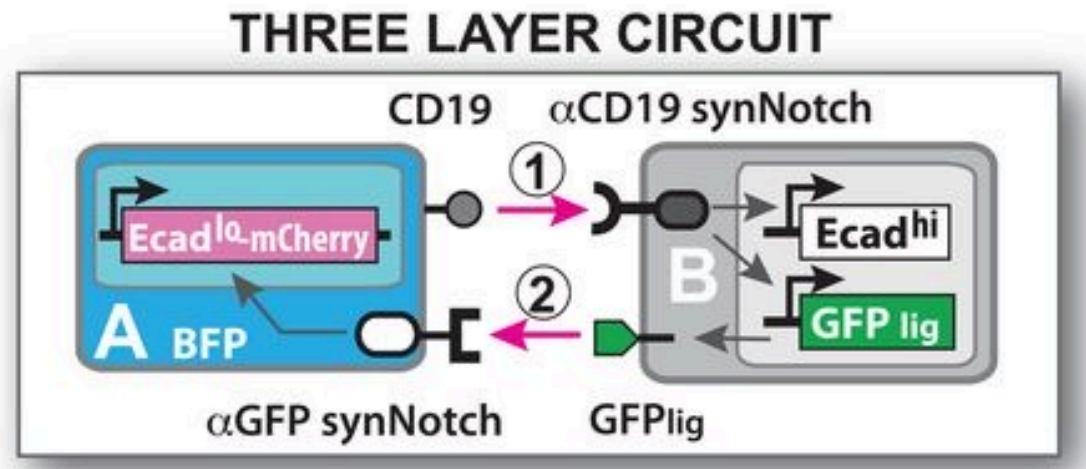 THREE LAYER CIRCUIT
CD19
αCD19 synNotch
1
Ecadlo-mCherry
Ecadhi
B
2
GFP lig
A
BFP
αGFP synNotch
GFPlig